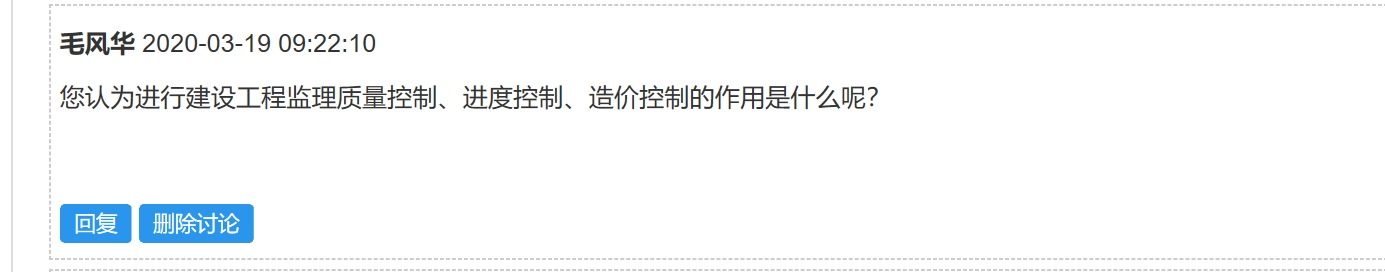 毛风华 2020-03-19 09:22:10
您认为进行建设工程监理质量控制、进度控制、造价控制的作用是什么呢？
回复 删除讨论